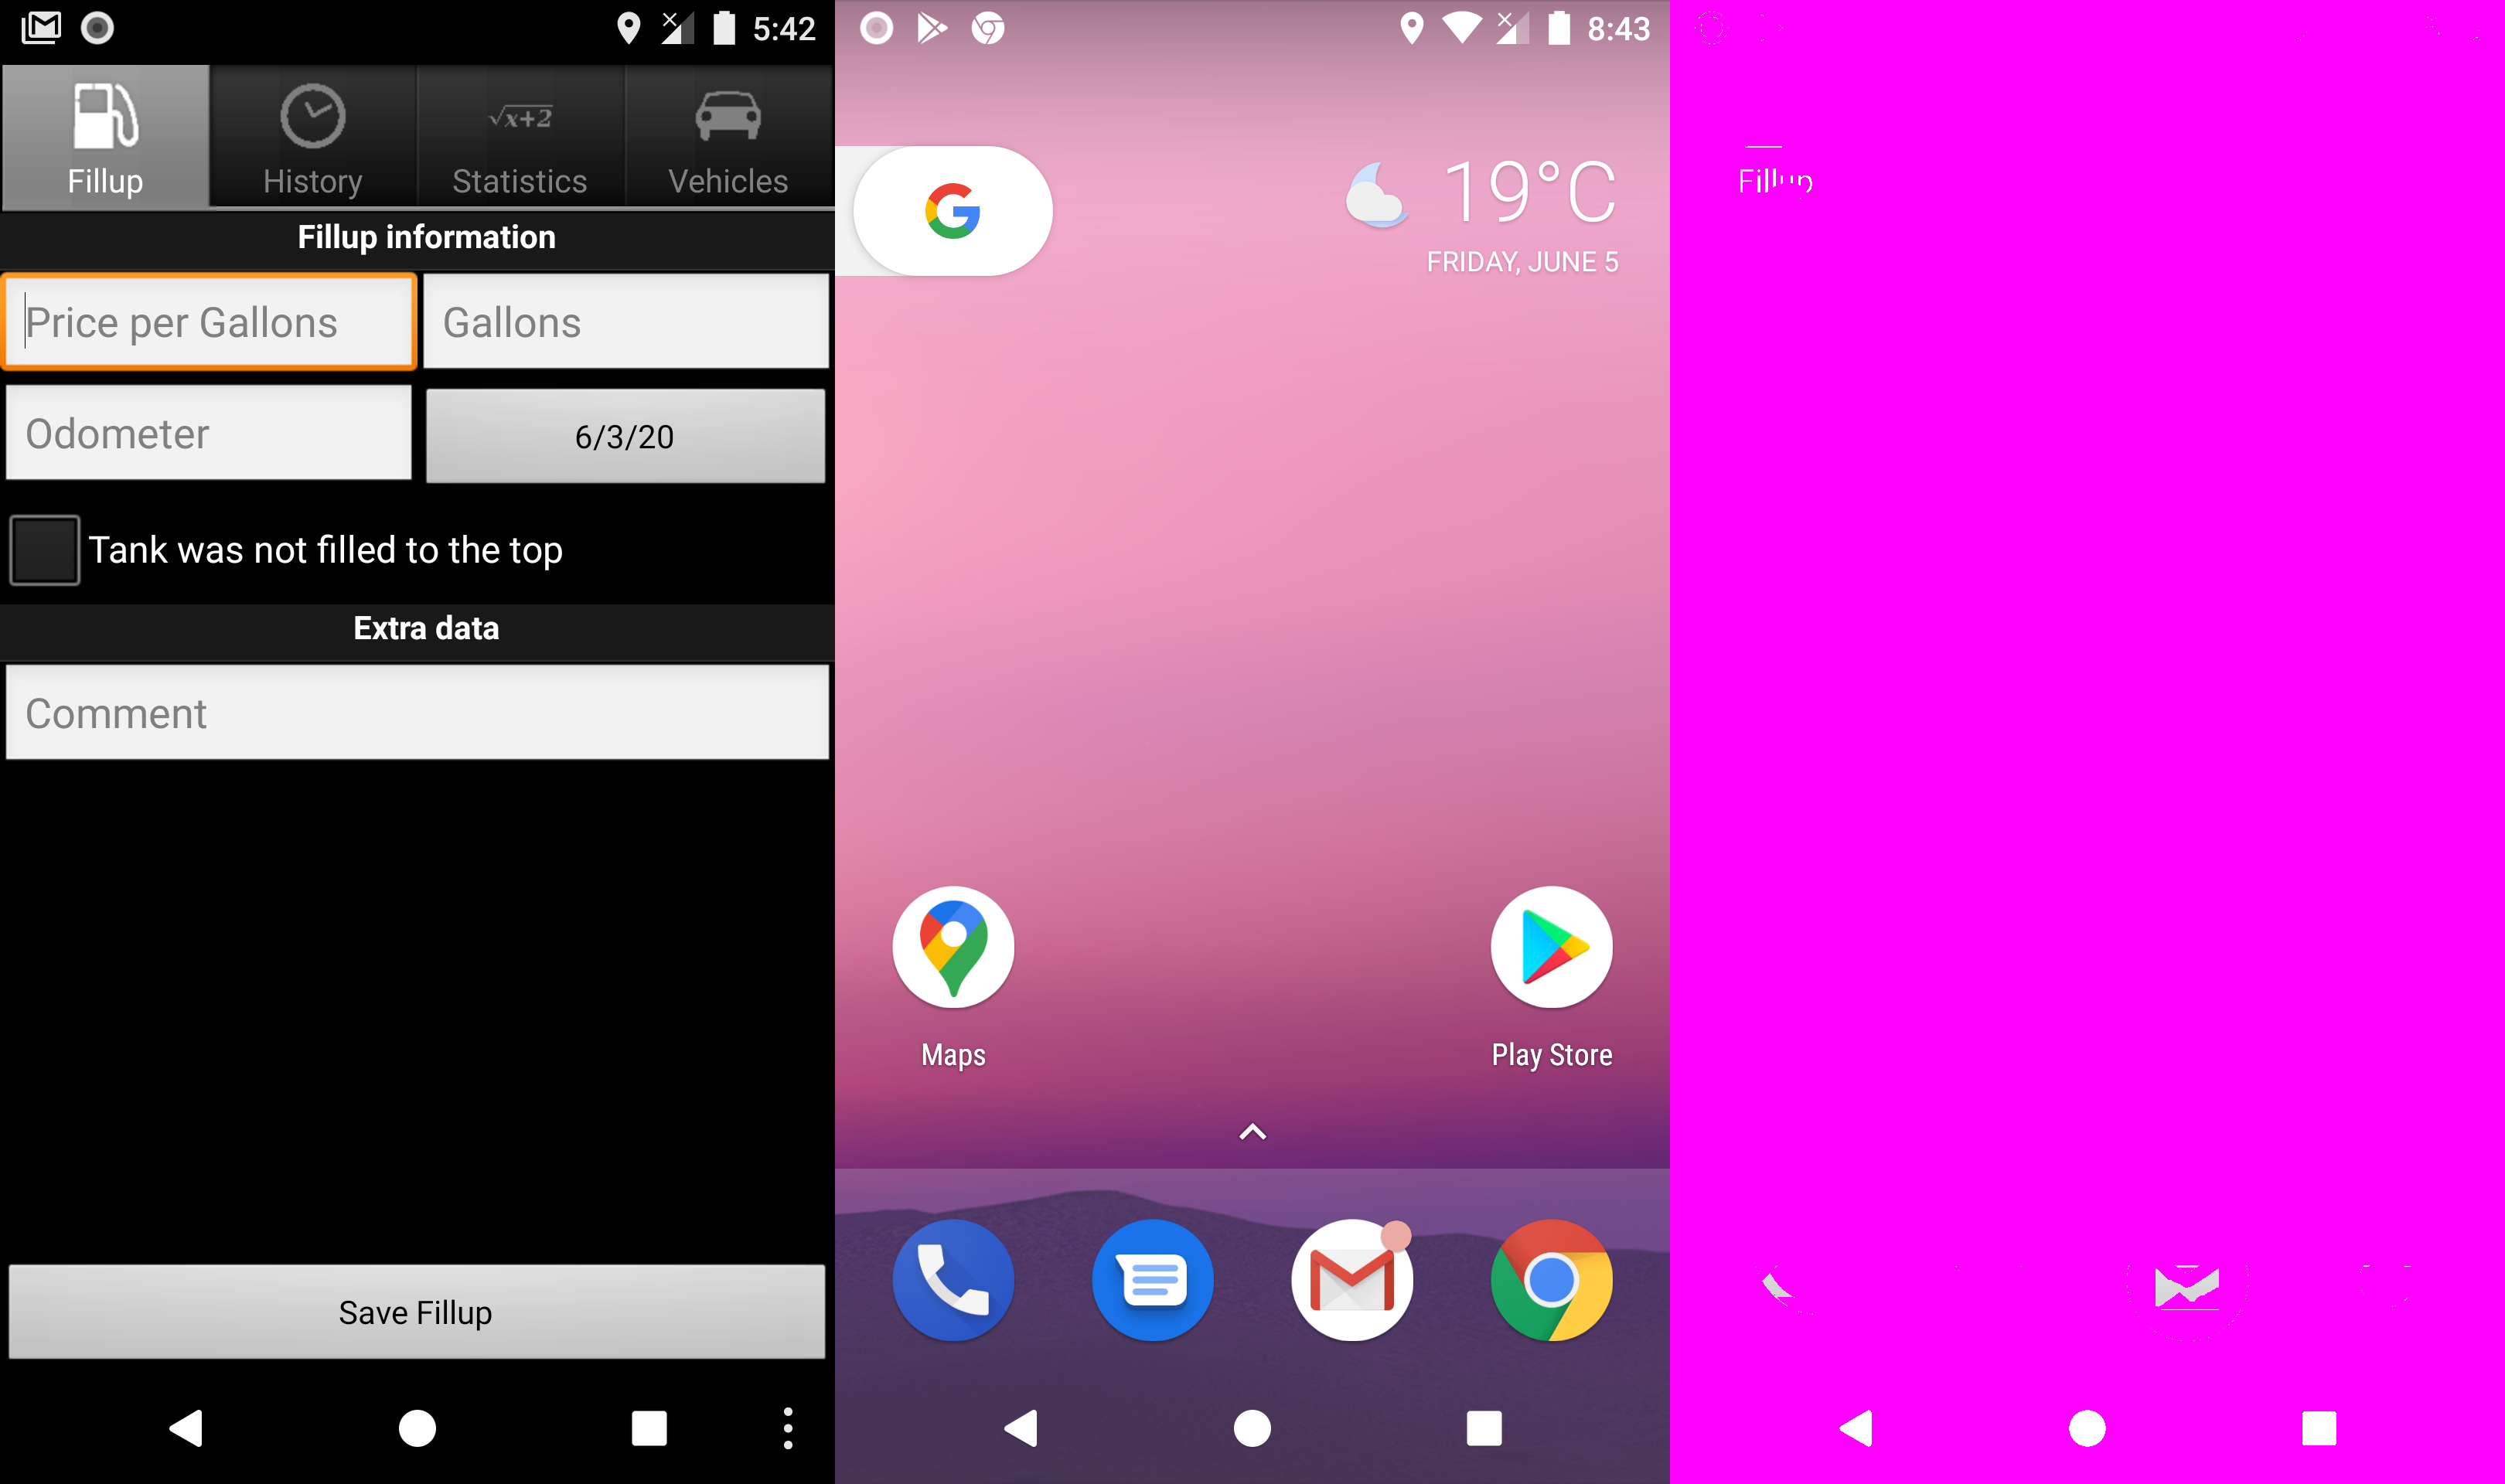 5:42
Fillup
History
√x+2
Statistics
Vehicles
Fillup information
Price per Gallons
Gallons
Odometer
6/3/20
Tank was not filled to the top
Extra data
Comment
Save Fillup
8:43
G
19°C
FRIDAY, JUNE 5
Maps
Play Store
Fillup